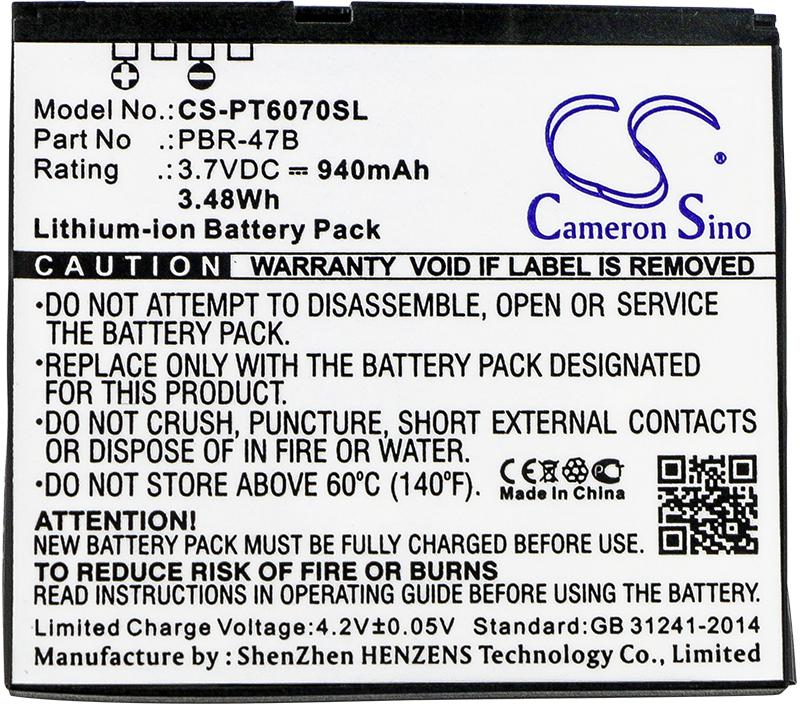 Model No.:CS-PT6070SL
Part No .:PBR-47B
Rating .:3.7VDC ⎓ 940mAh
3.48Wh
Lithium-ion Battery Pack
CS®
Cameron Sino
CAUTION WARRANTY VOID IF LABEL IS REMOVED
·DO NOT ATTEMPT TO DISASSEMBLE, OPEN OR SERVICE
THE BATTERY PACK.
·REPLACE ONLY WITH THE BATTERY PACK DESIGNATED
FOR THIS PRODUCT.
·DO NOT CRUSH, PUNCTURE, SHORT EXTERNAL CONTACTS
OR DISPOSE OF IN FIRE OR WATER.
·DO NOT STORE ABOVE 60°C (140°F).
CE
Made In China
ATTENTION!
NEW BATTERY PACK MUST BE FULLY CHARGED BEFORE USE.
TO REDUCE RISK OF FIRE OR BURNS
READ INSTRUCTIONS IN OPERATING GUIDE BEFORE USING THE BATTERY.
Limited Charge Voltage:4.2V±0.05V Standard:GB 31241-2014
Manufacture by : ShenZhen HENZENS Technology Co., Ltd.